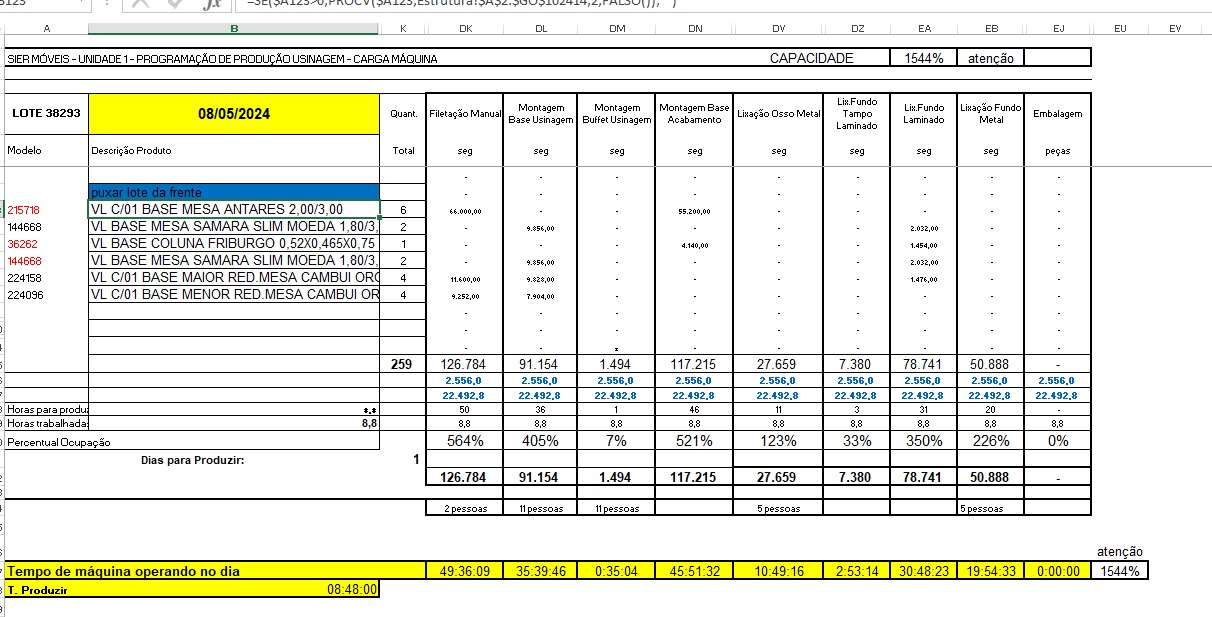 =SE($A123>0;PROCV($A123;Estrutura!$A$2:$GO$102414;2;FALSO());" ")
A B K DK DL DM DN DV DZ EA EB EJ EU EV
SIER MÓVEIS - UNIDADE 1 - PROGRAMAÇÃO DE PRODUÇÃO USINAGEM - CARGA MÁQUINA CAPACIDADE 1544% atenção
LOTE 38293 08/05/2024 Quant. Filetação Manual Montagem Base Usinagem Montagem Buffet Usinagem Montagem Base Acabamento Lixação Osso Metal Lix.Fundo Tampo Laminado Lix.Fundo Laminado Lixação Fundo Metal Embalagem
Modelo Descrição Produto Total seg seg seg seg seg seg seg seg peças
- - - - - - - - -
puxar lote da frente - - - - - - - - -
215718 VL C/01 BASE MESA ANTARES 2,00/3,00 6 66.000,00 - - 55.200,00 - - - - -
144668 VL BASE MESA SAMARA SLIM MOEDA 1,80/3, 2 - 9.856,00 - - - - 2.032,00 - -
36262 VL BASE COLUNA FRIBURGO 0,52X0,465X0,75 1 - - - 4.140,00 - - 1.454,00 - -
144668 VL BASE MESA SAMARA SLIM MOEDA 1,80/3, 2 - 9.856,00 - - - - 2.032,00 - -
224158 VL C/01 BASE MAIOR RED.MESA CAMBUI ORG 4 11.600,00 9.828,00 - - - - 1.476,00 - -
224096 VL C/01 BASE MENOR RED.MESA CAMBUI OR 4 9.252,00 7.904,00 - - - - - - -
- - - - - - - - -
- - - - - - - - -
- - * - - - - - -
259 126.784 91.154 1.494 117.215 27.659 7.380 78.741 50.888 -
2.556,0 2.556,0 2.556,0 2.556,0 2.556,0 2.556,0 2.556,0 2.556,0 2.556,0
22.492,8 22.492,8 22.492,8 22.492,8 22.492,8 22.492,8 22.492,8 22.492,8 22.492,8
Horas para produ *,* 50 36 1 46 11 3 31 20 -
Horas trabalhada 8,8 8,8 8,8 8,8 8,8 8,8 8,8 8,8 8,8 8,8
Percentual Ocupação 564% 405% 7% 521% 123% 33% 350% 226% 0%
Dias para Produzir: 1
126.784 91.154 1.494 117.215 27.659 7.380 78.741 50.888 -
2 pessoas 11 pessoas 11 pessoas 5 pessoas 5 pessoas
atenção
Tempo de máquina operando no dia 49:36:09 35:39:46 0:35:04 45:51:32 10:49:16 2:53:14 30:48:23 19:54:33 0:00:00 1544%
T. Produzir 08:48:00